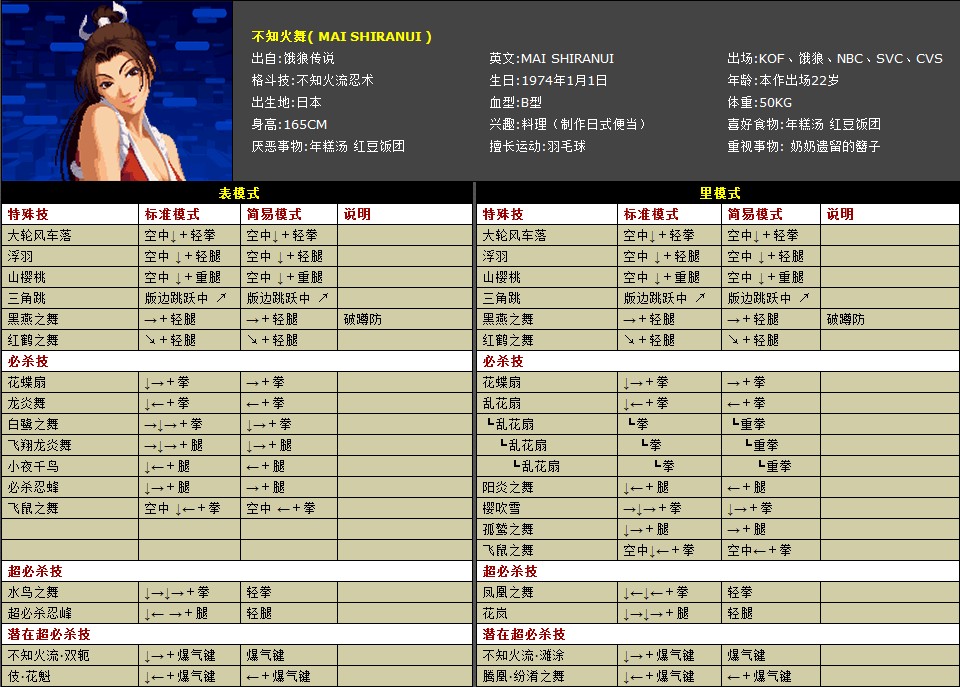 不知火舞( MAI SHIRANUI )
出自:饿狼传说 英文:MAI SHIRANUI 出场:KOF、饿狼、NBC、SVC、CVS
格斗技:不知火流忍术 生日:1974年1月1日 年龄:本作出场22岁
出生地:日本 血型:B型 体重:50KG
身高:165CM 兴趣:料理（制作日式便当） 喜好食物:年糕汤 红豆饭团
厌恶事物:年糕汤 红豆饭团 擅长运动:羽毛球 重视事物: 奶奶遗留的簪子
表模式 里模式
特殊技 标准模式 简易模式 说明 特殊技 标准模式 简易模式 说明
大轮风车落 空中↓+轻拳 空中↓+轻拳 大轮风车落 空中↓+轻拳 空中↓+轻拳
浮羽 空中 ↓+轻腿 空中 ↓+轻腿 浮羽 空中 ↓+轻腿 空中 ↓+轻腿
山樱桃 空中 ↓+重腿 空中 ↓+重腿 山樱桃 空中 ↓+重腿 空中 ↓+重腿
三角跳 版边跳跃中 ↗ 版边跳跃中 ↗ 三角跳 版边跳跃中 ↗ 版边跳跃中 ↗
黑燕之舞 →+轻腿 →+轻腿 破蹲防 黑燕之舞 →+轻腿 →+轻腿 破蹲防
红鹤之舞 ↘+轻腿 ↘+轻腿 红鹤之舞 ↘+轻腿 ↘+轻腿
必杀技 必杀技
花蝶扇 ↓→+拳 →+拳 花蝶扇 ↓→+拳 →+拳
龙炎舞 ↓←+拳 ←+拳 乱花扇 ↓←+拳 ←+拳
白鹭之舞 →↓→+拳 ↓→+拳 ┗乱花扇 ┗拳 ┗重拳
飞翔龙炎舞 →↓→+腿 ↓→+腿 ┗乱花扇 ┗拳 ┗重拳
小夜千鸟 ↓←+腿 ←+腿 ┗乱花扇 ┗拳 ┗重拳
必杀忍蜂 ↓→+腿 →+腿 阳炎之舞 ↓←+腿 ←+腿
飞鼠之舞 空中 ↓←+拳 空中 ←+拳 樱吹雪 →↓→+拳 ↓→+拳
孤鹫之舞 ↓→+腿 →+腿
飞鼠之舞 空中↓←+拳 空中←+拳
超必杀技 超必杀技
水鸟之舞 ↓→↓→+拳 轻拳 凤凰之舞 ↓←↓←+拳 轻拳
超必杀忍峰 ↓← →+腿 轻腿 花岚 ↓→↓→+腿 轻腿
潜在超必杀技 潜在超必杀技
不知火流·双轭 ↓→+爆气键 爆气键 不知火流·滩涂 ↓→+爆气键 爆气键
伎·花魁 ↓←+爆气键 ←+爆气键 腾凰·纷淆之舞 ↓←+爆气键 ←+爆气键